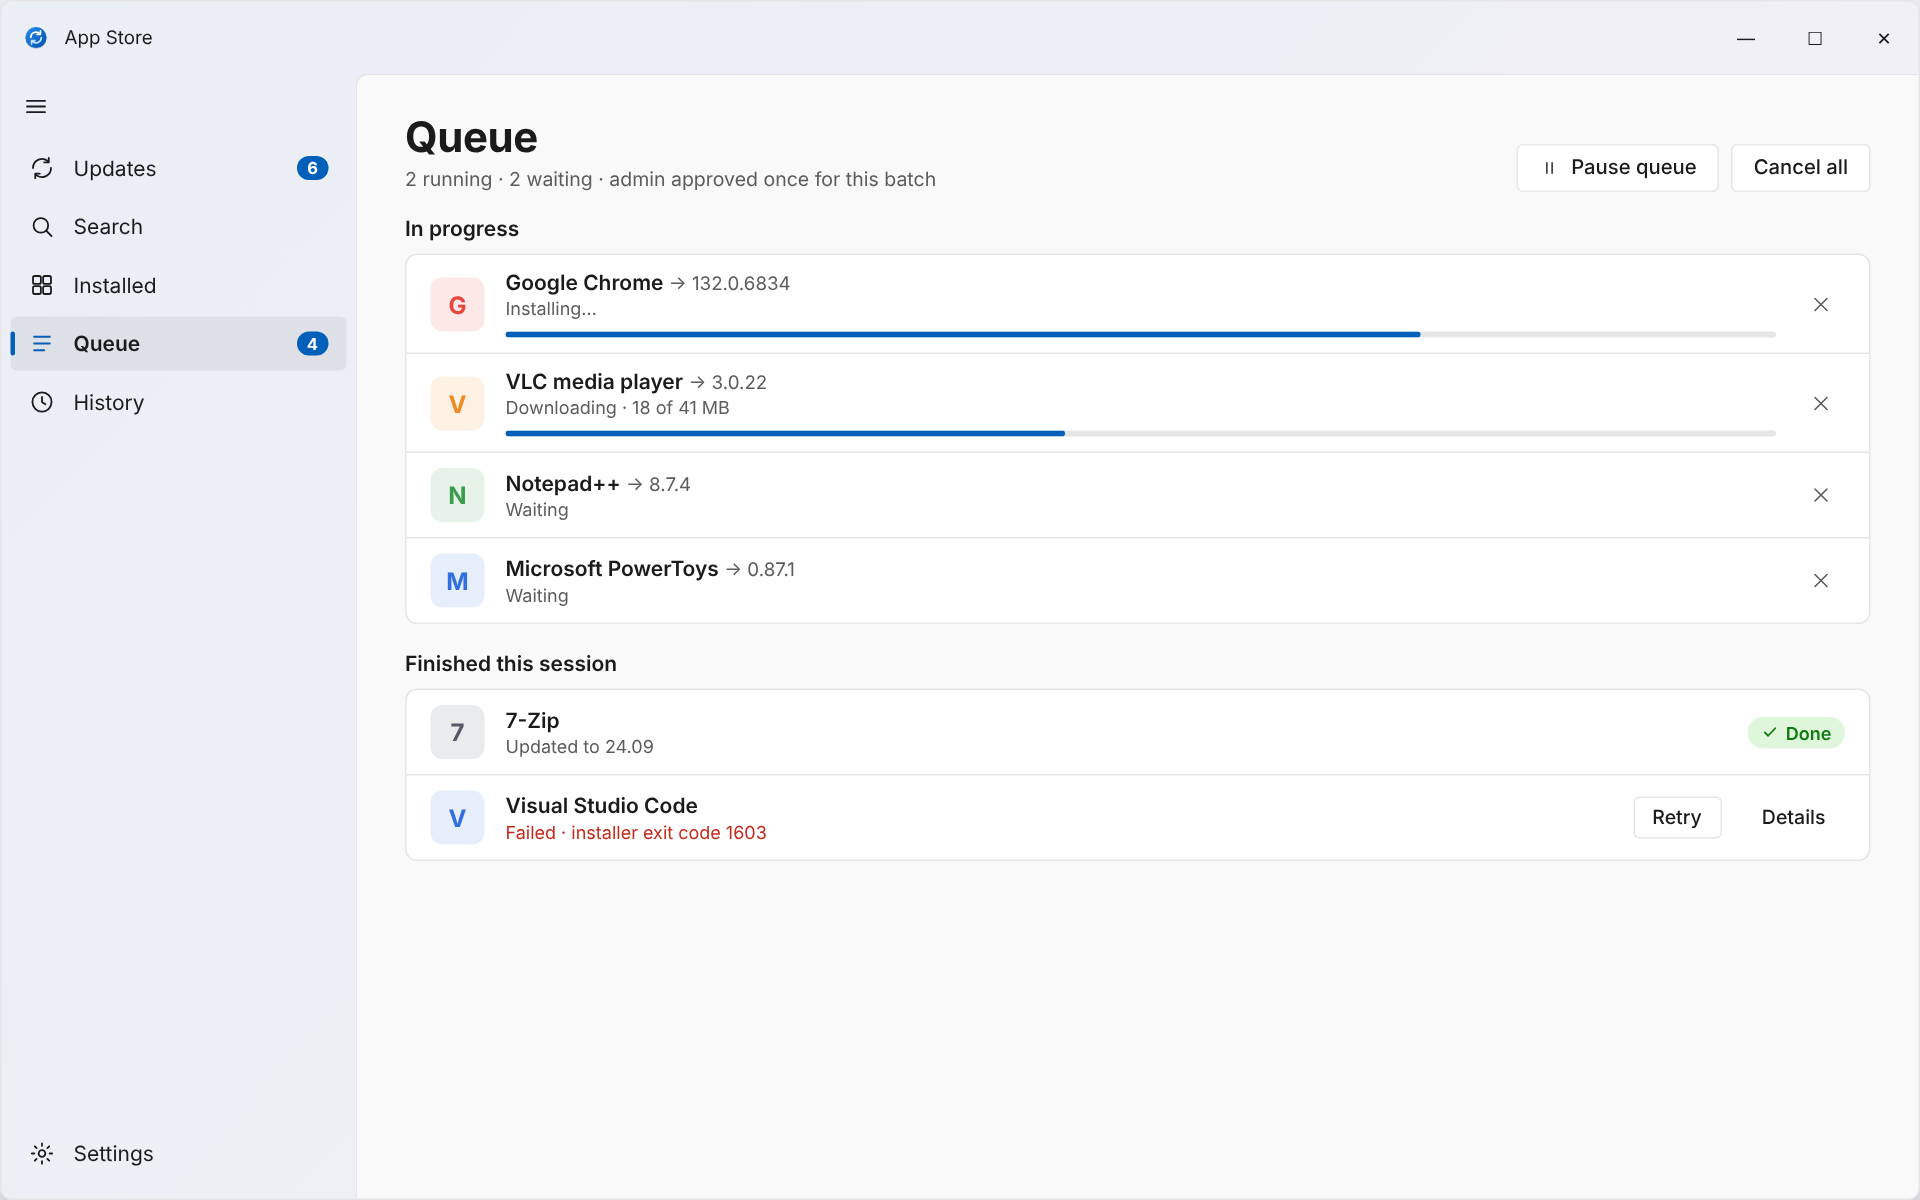 App Store
Updates 6
Search
Installed
Queue 4
History
Settings
Queue
2 running · 2 waiting · admin approved once for this batch
Pause queue
Cancel all
In progress
G
Google Chrome → 132.0.6834
Installing...
V
VLC media player → 3.0.22
Downloading · 18 of 41 MB
N
Notepad++ → 8.7.4
Waiting
M
Microsoft PowerToys → 0.87.1
Waiting
Finished this session
7
7-Zip
Updated to 24.09
Done
V
Visual Studio Code
Failed · installer exit code 1603
Retry
Details